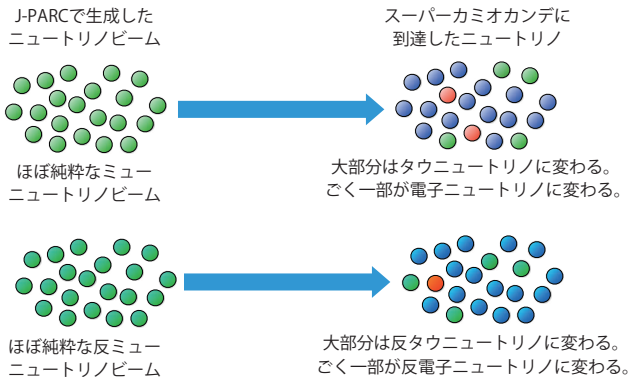 J-PARCで生成した
ニュートリノビーム
スーパーカミオカンデに
到達したニュートリノ
ほぼ純粋なミュー
ニュートリノビーム
大部分はタウニュートリノに変わる。
ごく一部が電子ニュートリノに変わる。
ほぼ純粋な反ミュー
ニュートリノビーム
大部分は反タウニュートリノに変わる。
ごく一部が反電子ニュートリノに変わる。